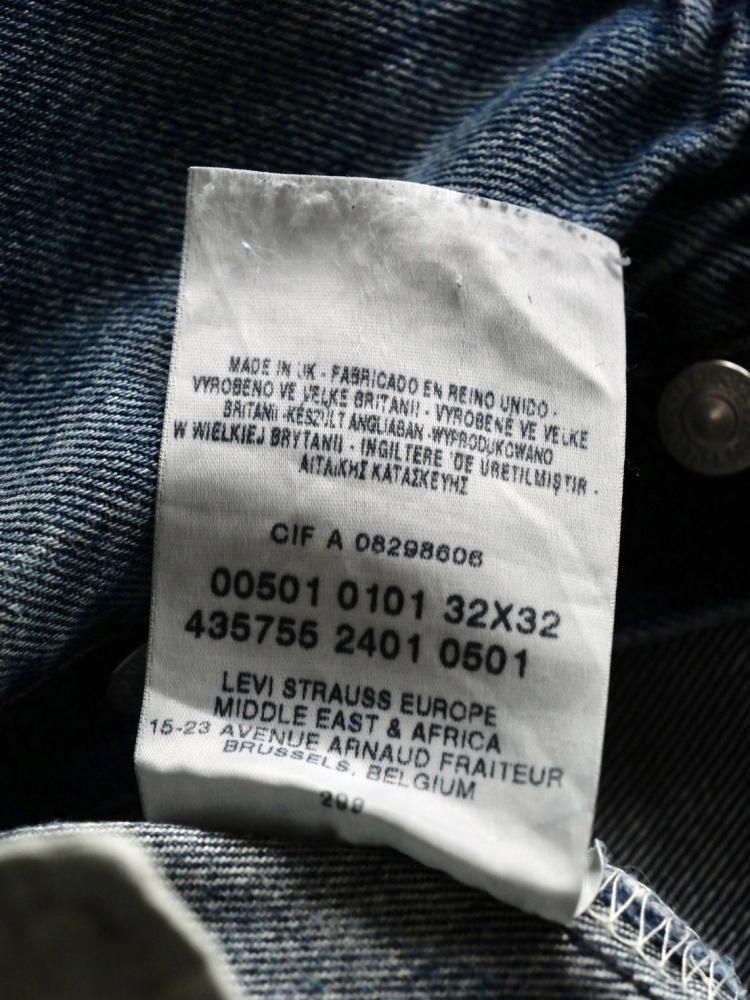 MADE IN UK - FABRICADO EN REINO UNIDO -
VYROBENO VE VELKE BRITANII - VYROBENE VE VELKE
BRITANII -KÉSZULT ANGLIABAN -WYPRODUKOWANO
W WIELKIEJ BRYTANII - INGILTERE 'DE URETILMIŞTIR -
ΑΓΓΛΙΚΗΣ ΚΑΤΑΣΚΕΥΗΣ
CIF A 08298606
00501 0101 32X32
435755 2401 0501
LEVI STRAUSS EUROPE
MIDDLE EAST & AFRICA
15-23 AVENUE ARNAUD FRAITEUR
BRUSSELS, BELGIUM